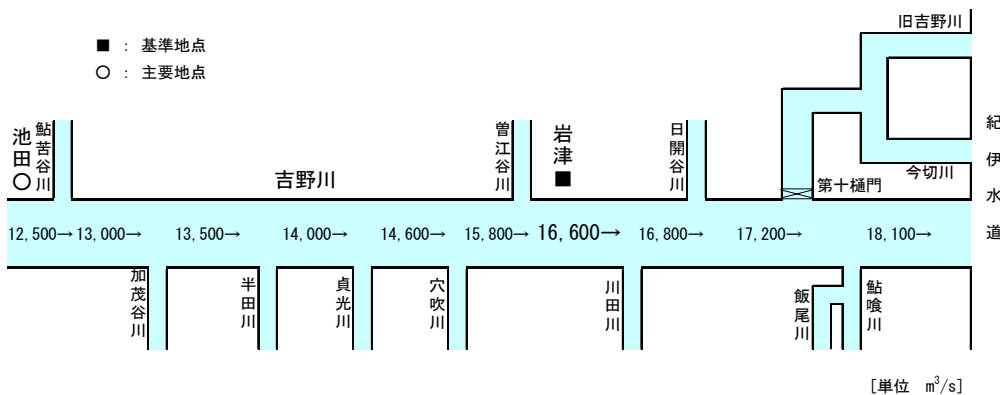 旧吉野川
■ : 基準地点
○ : 主要地点
池田○
鮎苦谷川
曽江谷川
岩津■
日開谷川
紀伊水道
吉野川
第十樋門
今切川
12,500→ 13,000→ 13,500→ 14,000→ 14,600→ 15,800→ 16,600→ 16,800→ 17,200→ 18,100→
加茂谷川
半田川
貞光川
穴吹川
川田川
飯尾川
鮎喰川
[単位 m³/s]